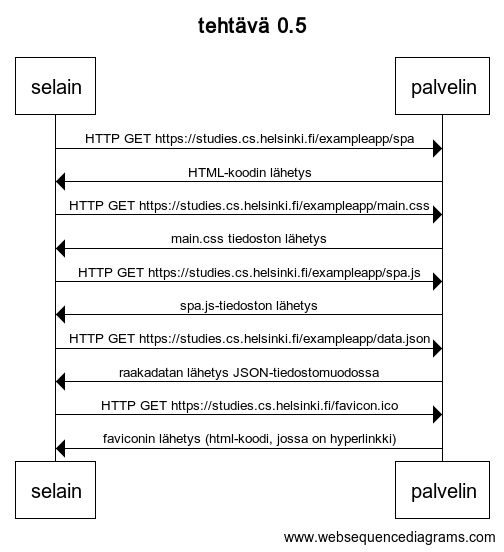 tehtävä 0.5
selain palvelin
HTTP GET https://studies.cs.helsinki.fi/exampleapp/spa
HTML-koodin lähetys
HTTP GET https://studies.cs.helsinki.fi/exampleapp/main.css
main.css tiedoston lähetys
HTTP GET https://studies.cs.helsinki.fi/exampleapp/spa.js
spa.js-tiedoston lähetys
HTTP GET https://studies.cs.helsinki.fi/exampleapp/data.json
raakadatan lähetys JSON-tiedostomuodossa
HTTP GET https://studies.cs.helsinki.fi/favicon.ico
faviconin lähetys (html-koodi, jossa on hyperlinkki)
selain palvelin
www.websequencediagrams.com